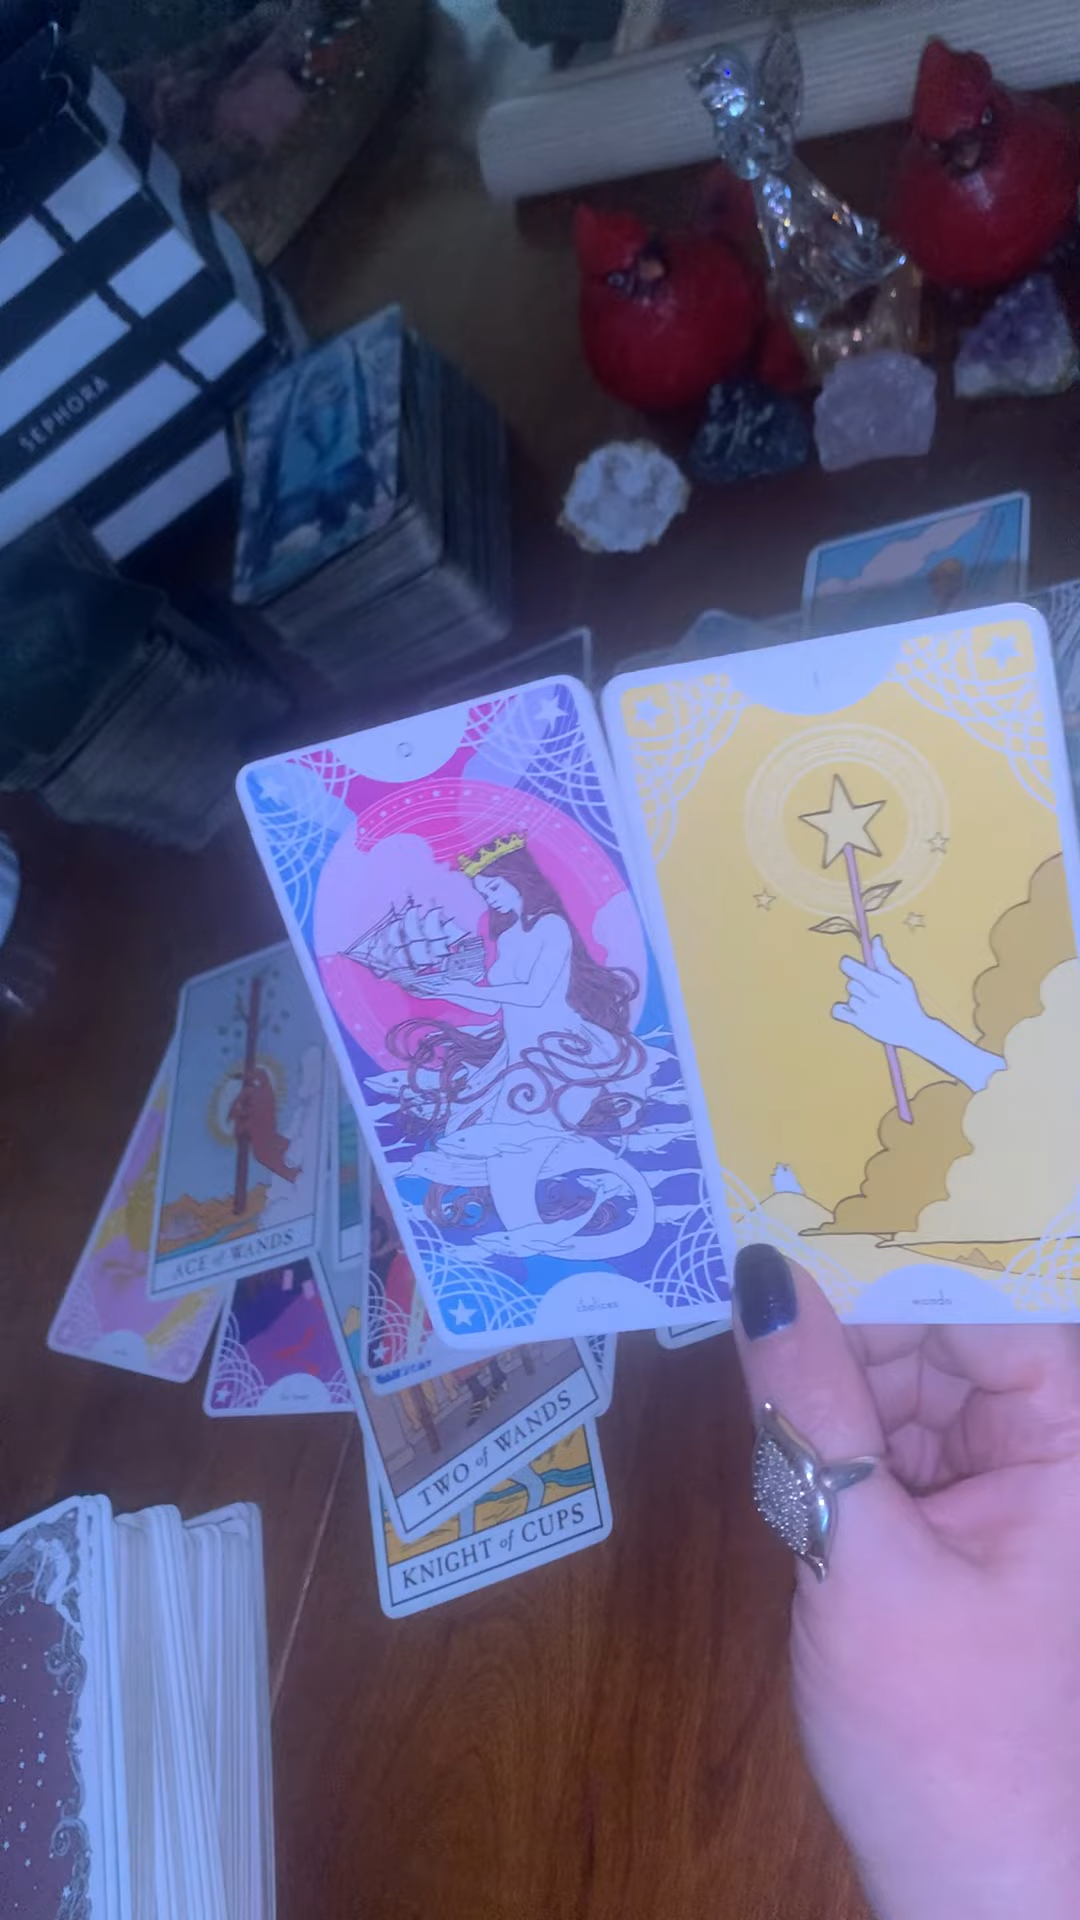 SEPHORA
Q
I
ACE of WANDS
chalices
wands
TWO of WANDS
KNIGHT of CUPS